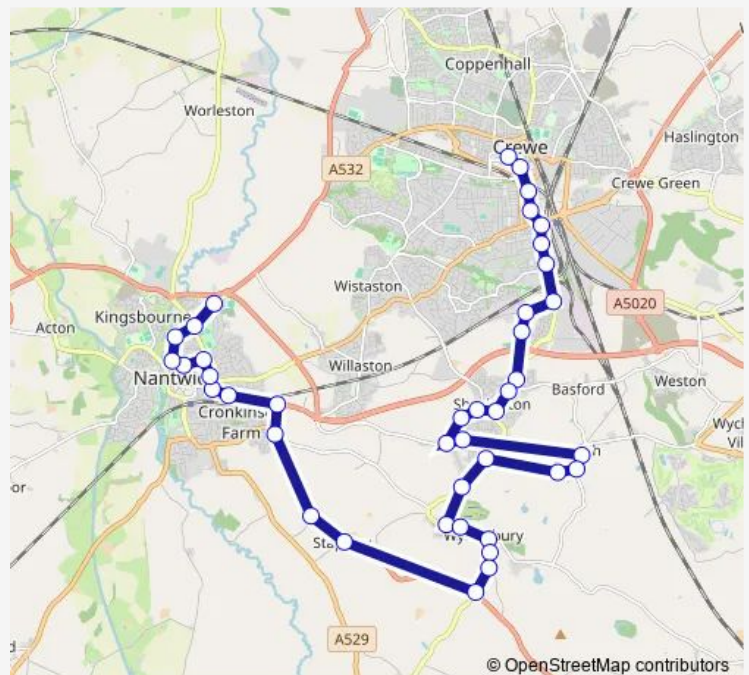 Coppenhall
Worleston
Crewe
Haslington
A532
Crewe Green
Wistaston
Kingsbourne
A5020
Acton
Willaston
Nantwic
Basford
Weston
Cronkins
Farm
A529
© OpenStreetMap contributors